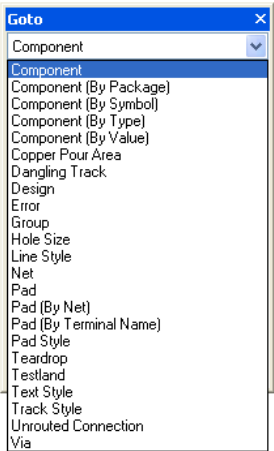 Goto
Component
Component
Component (By Package)
Component (By Symbol)
Component (By Type)
Component (By Value)
Copper Pour Area
Dangling Track
Design
Error
Group
Hole Size
Line Style
Net
Pad
Pad (By Net)
Pad (By Terminal Name)
Pad Style
Teardrop
Testland
Text Style
Track Style
Unrouted Connection
Via